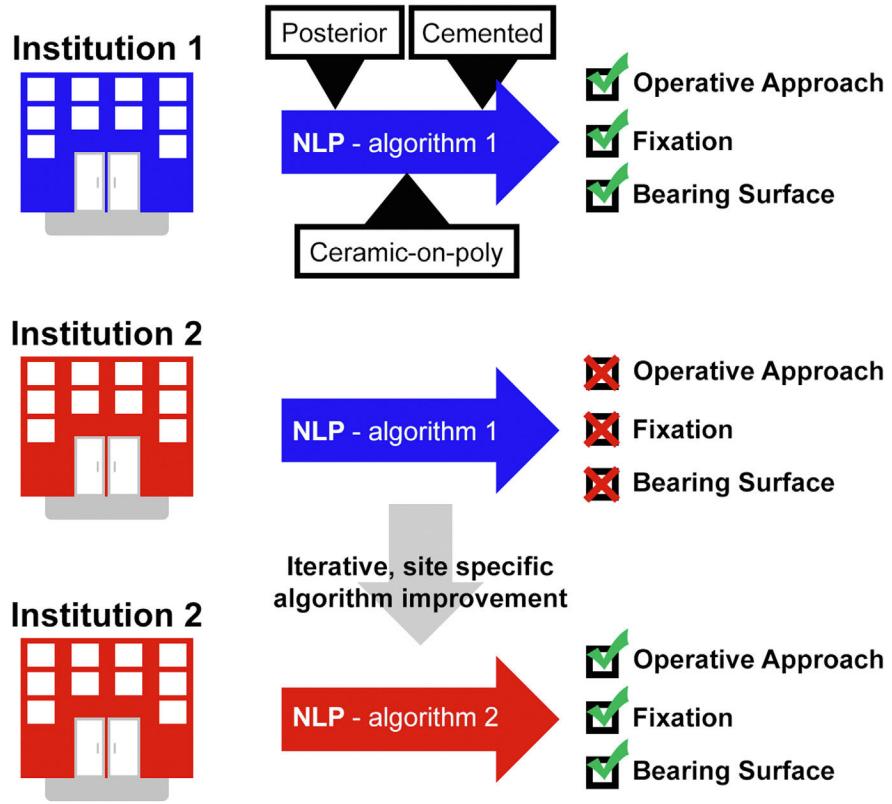 Institution 1
Posterior
Cemented
NLP - algorithm 1
Ceramic-on-poly
Operative Approach
Fixation
Bearing Surface
Institution 2
NLP - algorithm 1
Operative Approach
Fixation
Bearing Surface
Iterative, site specific
algorithm improvement
Institution 2
NLP - algorithm 2
Operative Approach
Fixation
Bearing Surface